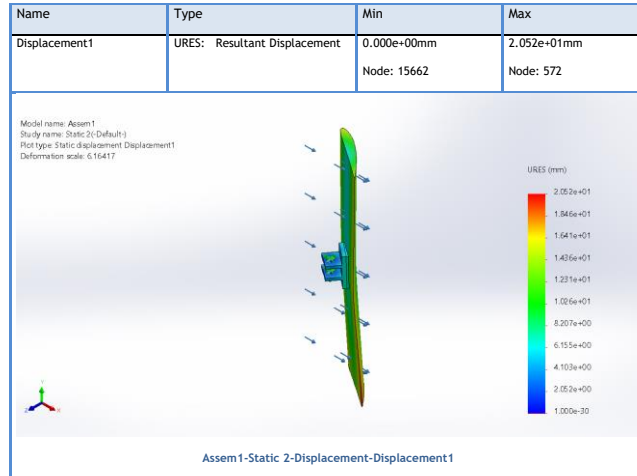 Name Type Min Max
Displacement1 URES: Resultant Displacement 0.000e+00mm 2.052e+01mm
Node: 15662 Node: 572
Model name: Assem1
Study name: Static 2(-Default-)
Plot type: Static displacement Displacement1
Deformation scale: 6.16417
URES (mm)
2.052e+01
1.846e+01
1.641e+01
1.436e+01
1.231e+01
1.026e+01
8.207e+00
6.155e+00
4.103e+00
2.052e+00
1.000e-30
Y
Z X
Assem1-Static 2-Displacement-Displacement1